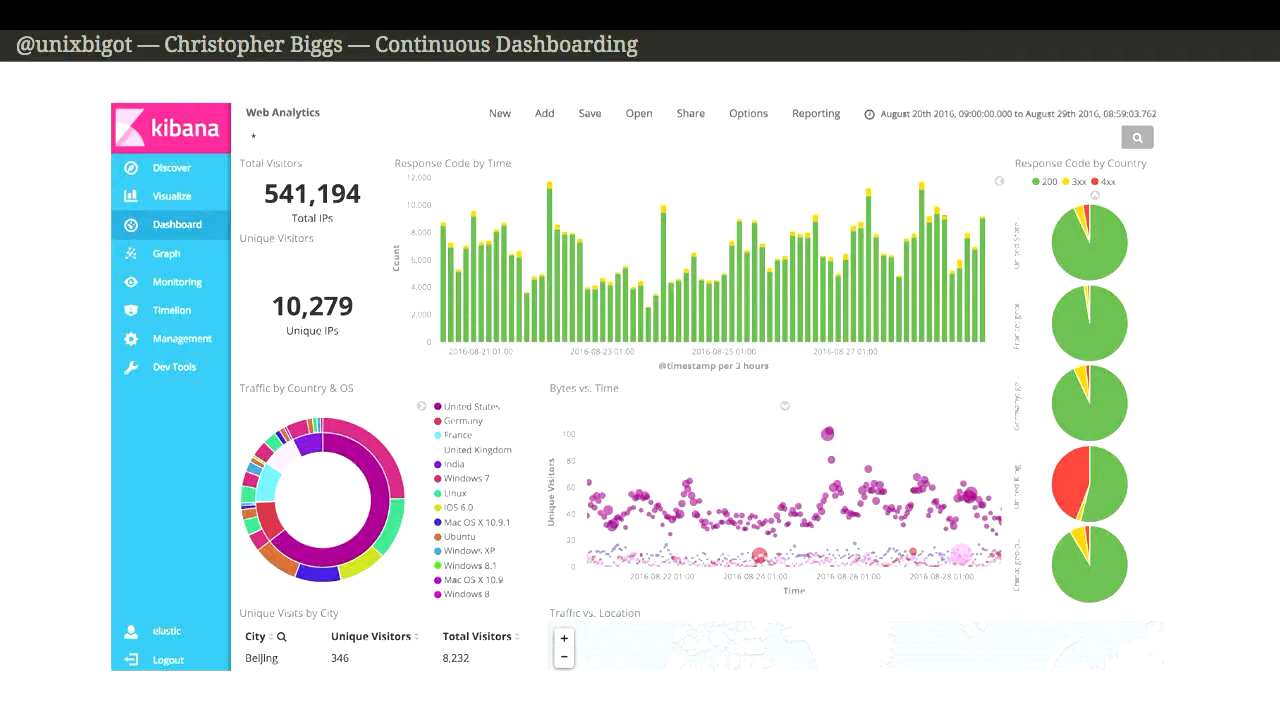 @unixbigot — Christopher Biggs — Continuous Dashboarding
kibana
Discover
Visualize
Dashboard
Graph
Monitoring
Timelion
Management
Dev Tools
elastic
Logout
Web Analytics
New Add Save Open Share Options Reporting August 20th 2016, 09:00:00.000 to August 29th 2016, 08:59:03.762
*
Total Visitors
541,194
Total IPs
Unique Visitors
10,279
Unique IPs
Response Code by Time
Count
12,000
10,000
8,000
6,000
4,000
2,000
0
2016-08-21 01:00 2016-08-23 01:00 2016-08-25 01:00 2016-08-27 01:00
@timestamp per 3 hours
Response Code by Country
200 3xx 4xx
Traffic by Country & OS
United States
Germany
France
United Kingdom
India
Windows 7
Linux
iOS 6.0
Mac OS X 10.9.1
Ubuntu
Windows XP
Windows 8.1
Mac OS X 10.9
Windows 8
Bytes vs. Time
Unique Visitors
100
80
60
40
20
0
2016-08-22 01:00 2016-08-24 01:00 2016-08-26 01:00 2016-08-28 01:00
Time
Unique Visits by City
City Unique Visitors Total Visitors
Beijing 346 8,232
Traffic vs. Location
+
−